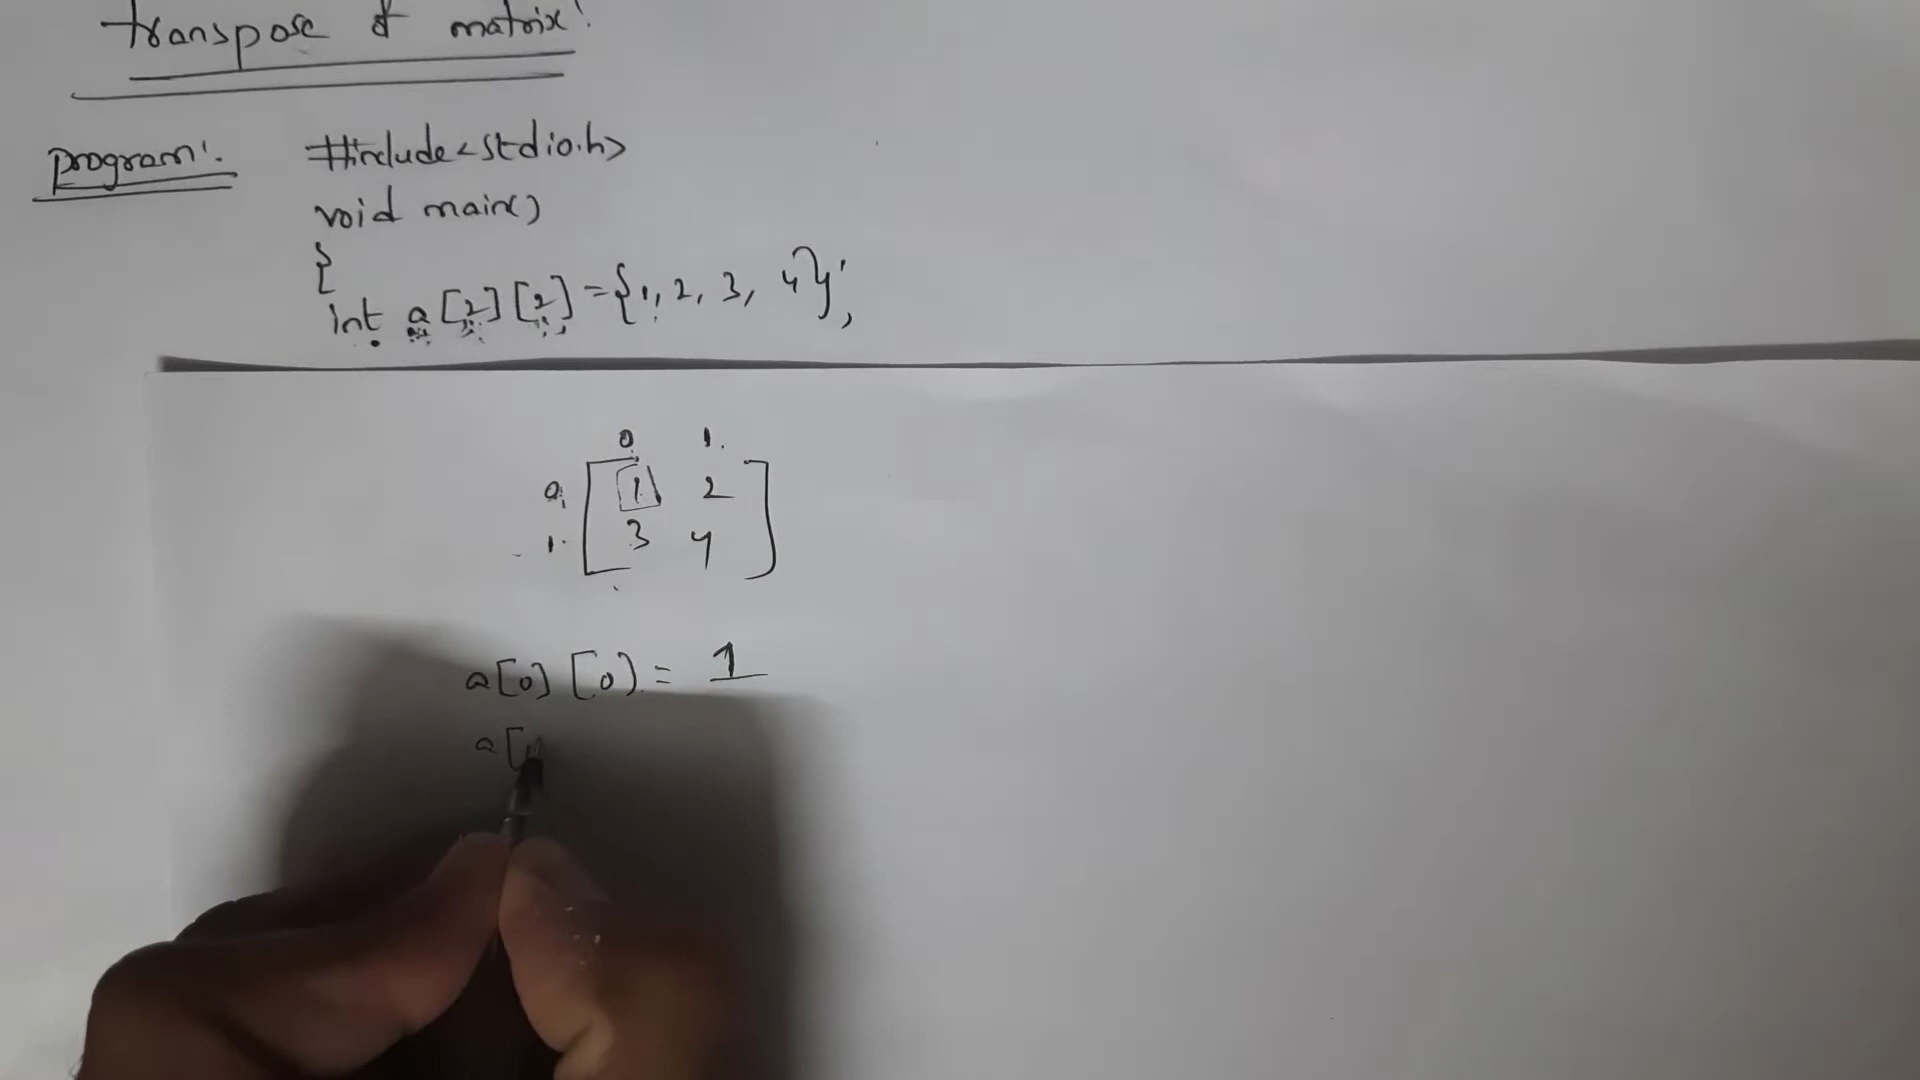 transpose of matrix:
program: #include<stdio.h>
void main()
{
int a[2][2]={1,2,3,4};
0 1
0 1 2
1 3 4
a[0][0]= 1
a[